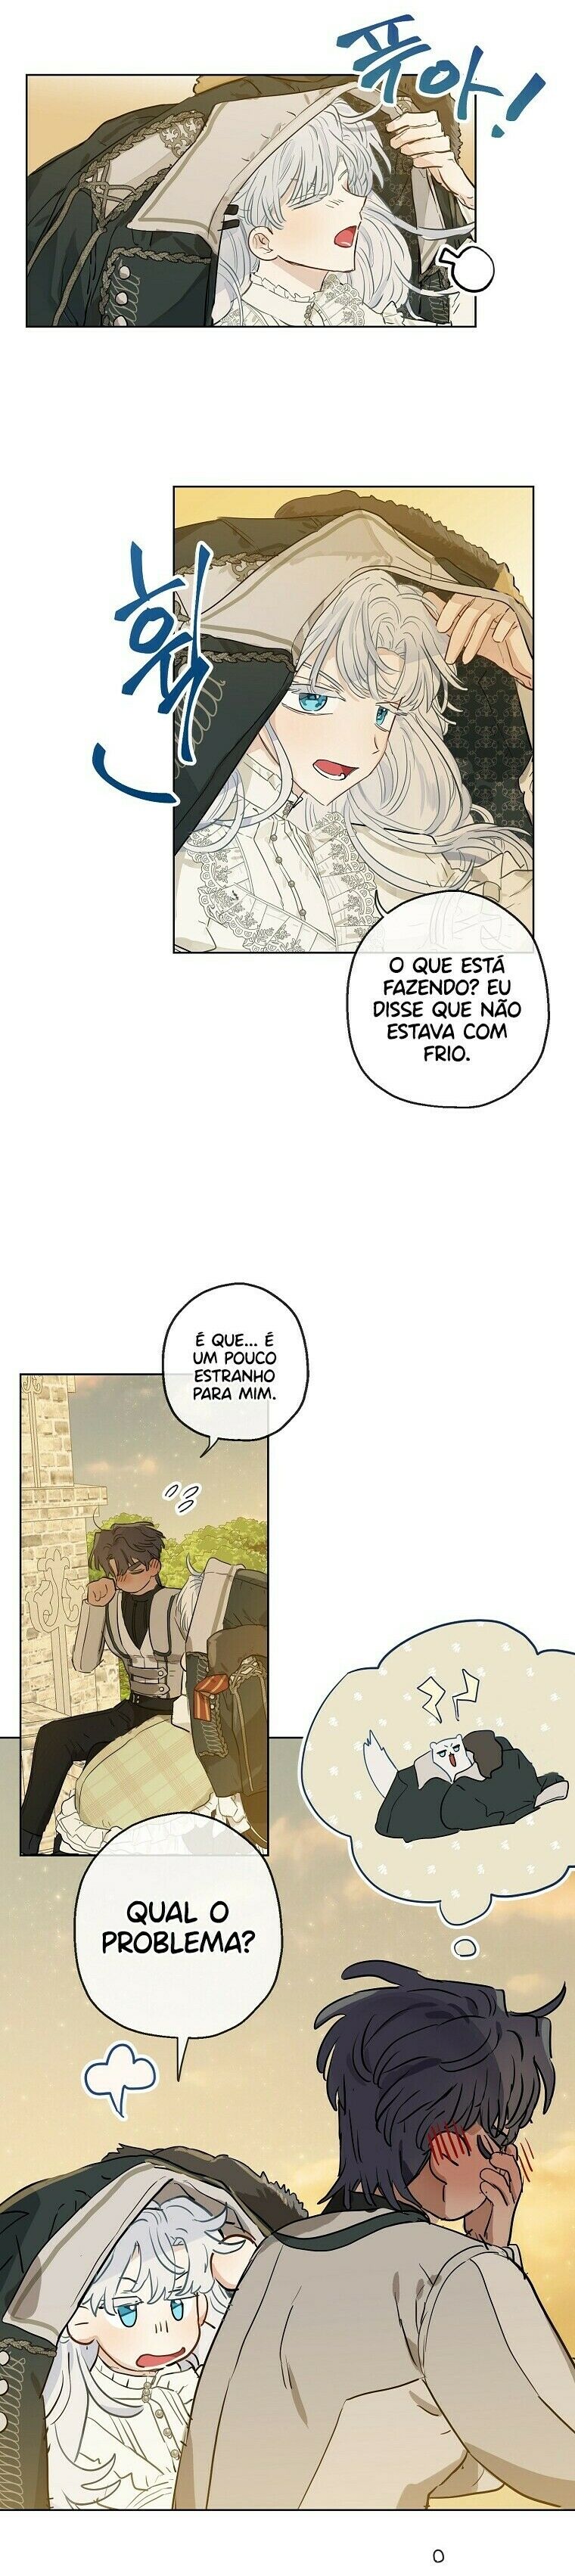 푸아!
휙
O QUE ESTÁ
FAZENDO? EU
DISSE QUE NÃO
ESTAVA COM
FRIO.
É QUE... É
UM POUCO
ESTRANHO
PARA MIM.
QUAL O
PROBLEMA?